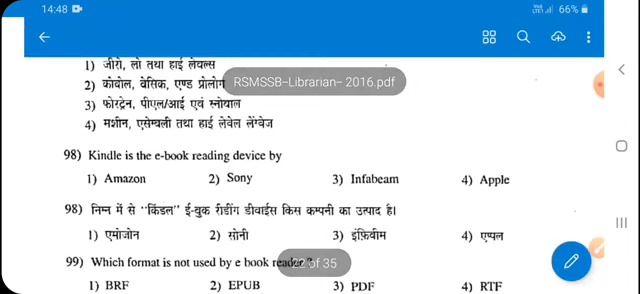 14:48 66%
RSMSSB-Librarian- 2016.pdf
1) जीरो, लो तथा हाई लेवल्स
2) कोबोल, बेसिक, एण्ड प्रोलोग
3) फोरट्रेन, पीएल/आई एवं स्नोबाल
4) मशीन, एसेम्बली तथा हाई लेवेल लेंग्वेज
98) Kindle is the e-book reading device by
1) Amazon 2) Sony 3) Infabeam 4) Apple
98) निम्न में से "किंडल" ई-बुक रीडींग डीवाईस किस कम्पनी का उत्पाद है।
1) एमोजोन 2) सोनी 3) इंफ़िबीम 4) एप्पल
22 of 35
99) Which format is not used by e book reader ?
1) BRF 2) EPUB 3) PDF 4) RTF